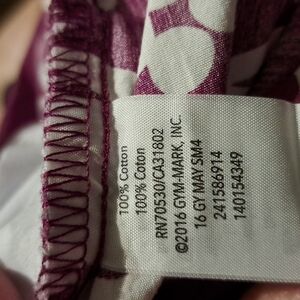 100% Cotton
100% Coton
RN70530/CA31802
©2016 GYM-MARK, INC.
16 GY MAY SM4
241586914
140154349